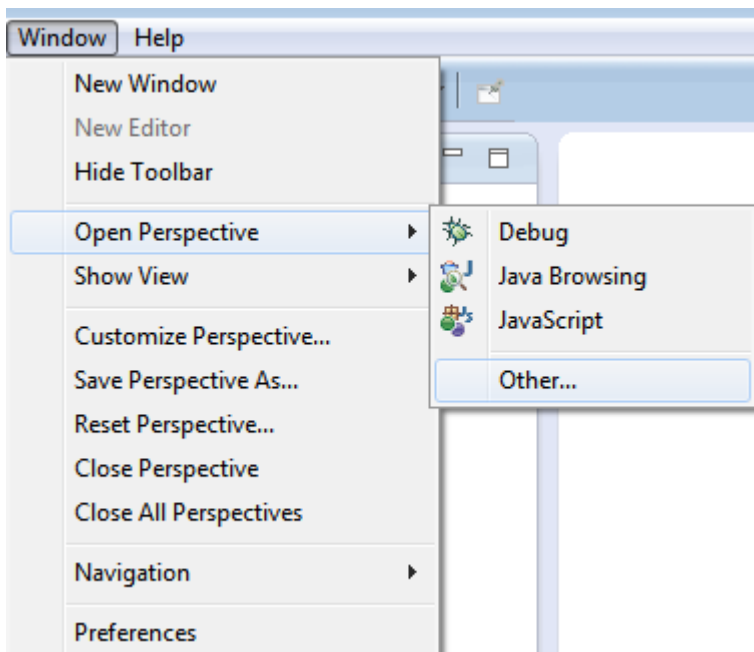 Window Help
New Window
New Editor
Hide Toolbar
Open Perspective
Show View
Customize Perspective...
Save Perspective As...
Reset Perspective...
Close Perspective
Close All Perspectives
Navigation
Preferences
Debug
Java Browsing
JavaScript
Other...